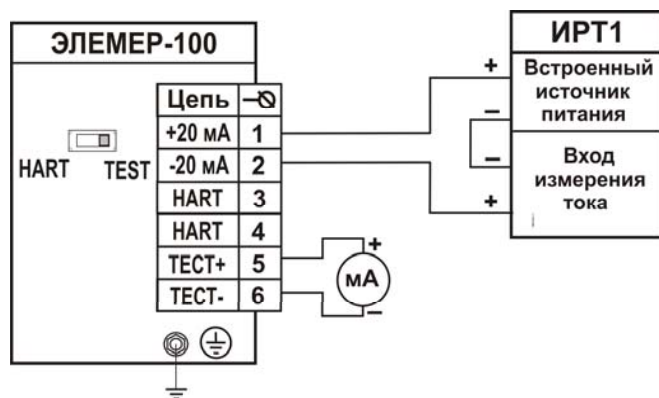 ЭЛЕМЕР-100
Цепь
+20 мА 1
-20 мА 2
HART 3
HART 4
ТЕСТ+ 5
ТЕСТ- 6
HART TEST
+
мА
–
ИРТ1
+
Встроенный
источник
питания
–
–
Вход
измерения
тока
+